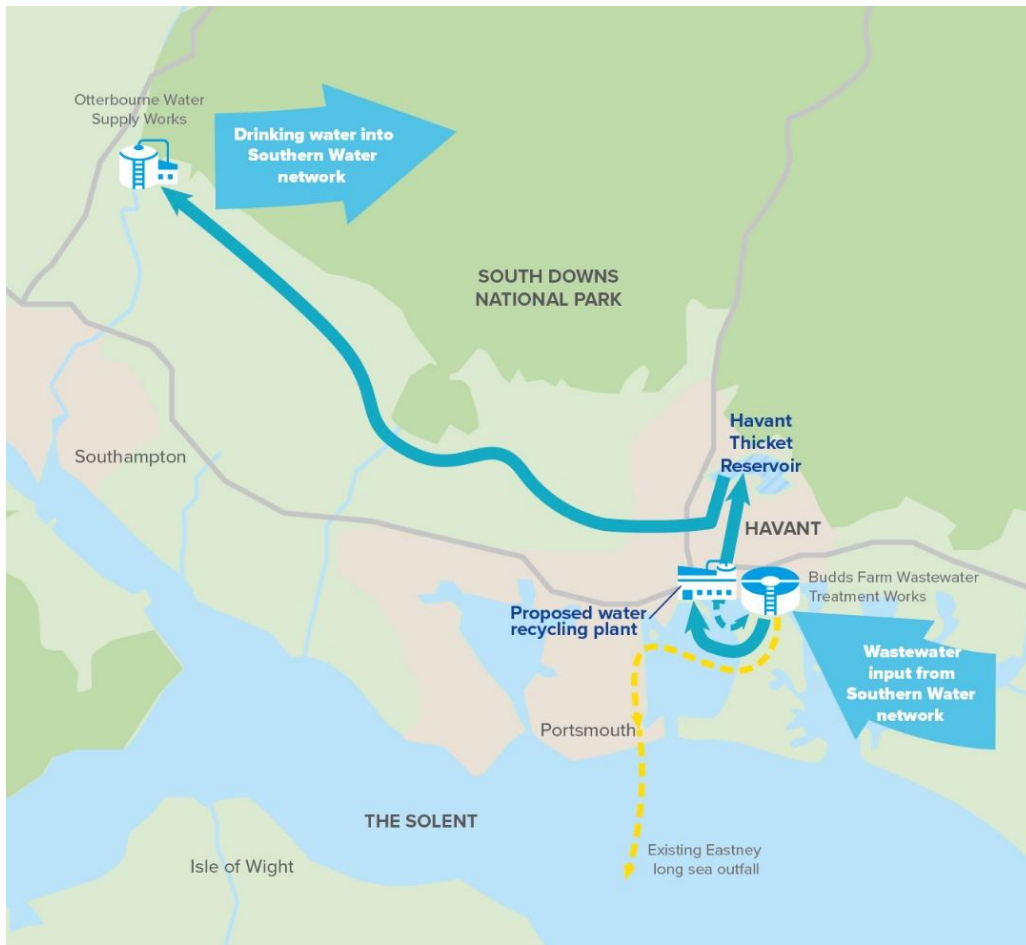 Otterbourne Water
Supply Works
Drinking water into
Southern Water
network
SOUTH DOWNS
NATIONAL PARK
Southampton
Havant
Thicket
Reservoir
HAVANT
Budds Farm Wastewater
Treatment Works
Proposed water
recycling plant
Wastewater
input from
Southern Water
network
Portsmouth
THE SOLENT
Existing Eastney
long sea outfall
Isle of Wight